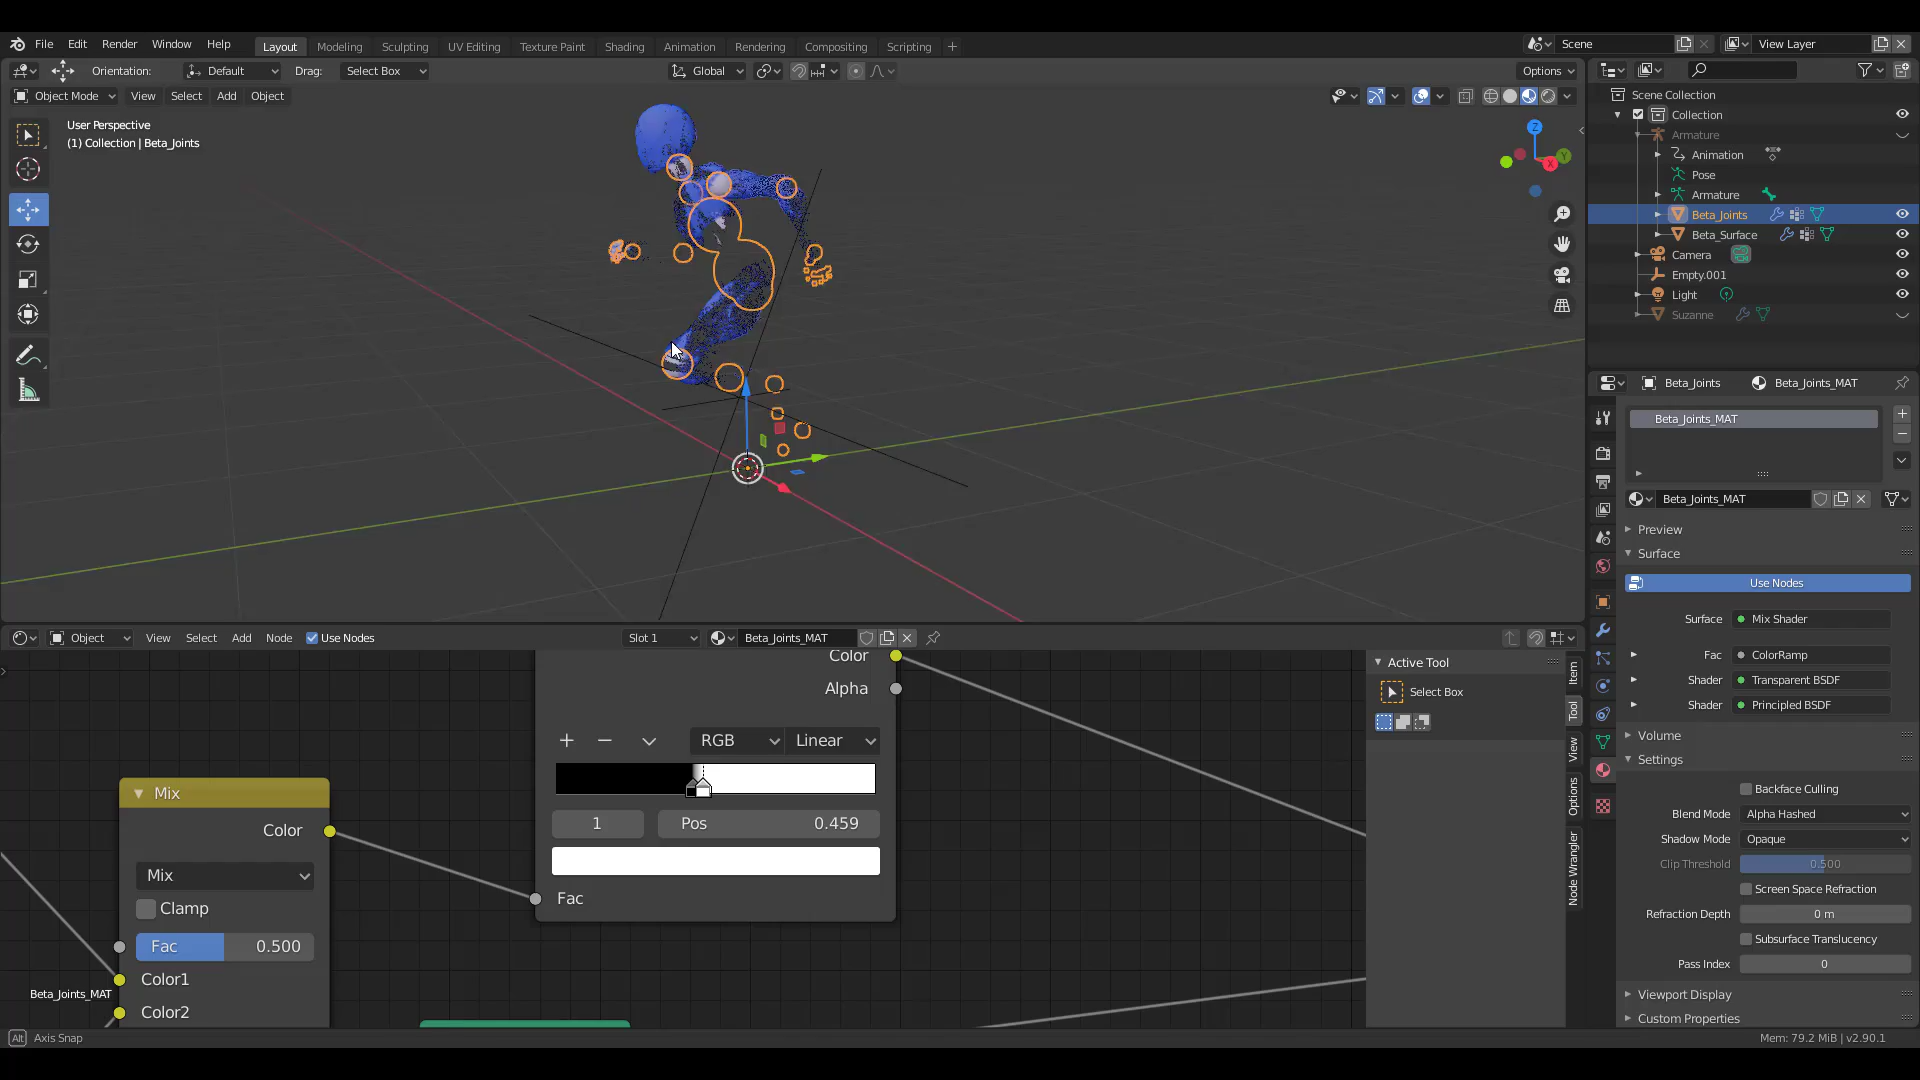 File Edit Render Window Help Layout Modeling Sculpting UV Editing Texture Paint Shading Animation Rendering Compositing Scripting + Scene View Layer
Orientation: Default Drag: Select Box Global Options
Object Mode View Select Add Object
User Perspective
(1) Collection | Beta_Joints
Z
Y
X
Scene Collection
Collection
Armature
Animation
Pose
Armature
Beta_Joints
Beta_Surface
Camera
Empty.001
Light
Suzanne
Beta_Joints Beta_Joints_MAT
Beta_Joints_MAT
Beta_Joints_MAT
Preview
Surface
Use Nodes
Surface Mix Shader
Fac ColorRamp
Shader Transparent BSDF
Shader Principled BSDF
Volume
Settings
Backface Culling
Blend Mode Alpha Hashed
Shadow Mode Opaque
Clip Threshold 0.500
Screen Space Refraction
Refraction Depth 0 m
Subsurface Translucency
Pass Index 0
Viewport Display
Custom Properties
Object View Select Add Node Use Nodes Slot 1 Beta_Joints_MAT
Color
Alpha
RGB Linear
1 Pos 0.459
Fac
Mix
Color
Mix
Clamp
Fac 0.500
Color1
Color2
Beta_Joints_MAT
Active Tool
Select Box
Item
Tool
View
Options
Node Wrangler
Alt Axis Snap
Mem: 79.2 MiB | v2.90.1